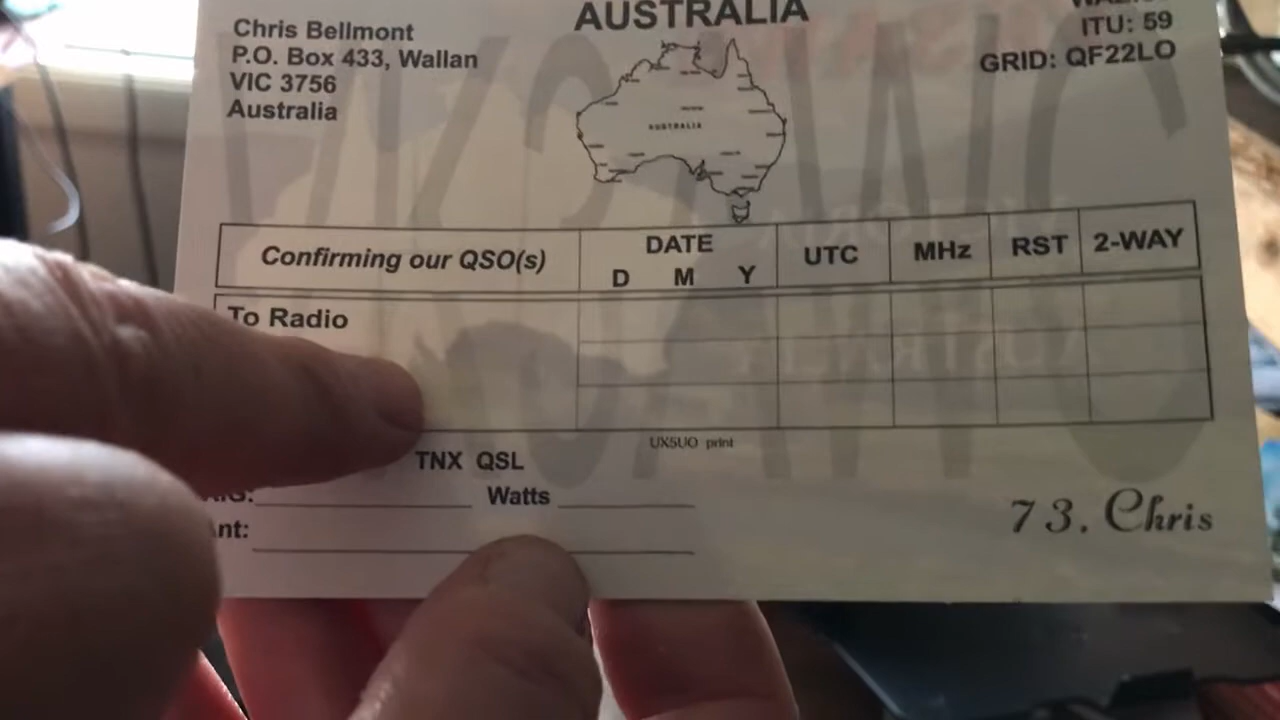 AUSTRALIA
Chris Bellmont
P.O. Box 433, Wallan
VIC 3756
Australia
ITU: 59
GRID: QF22LO
AUSTRALIA
Confirming our QSO(s)
DATE
D M Y
UTC
MHz
RST
2-WAY
To Radio
UX5UO print
TNX QSL
Watts
nt:
73. Chris